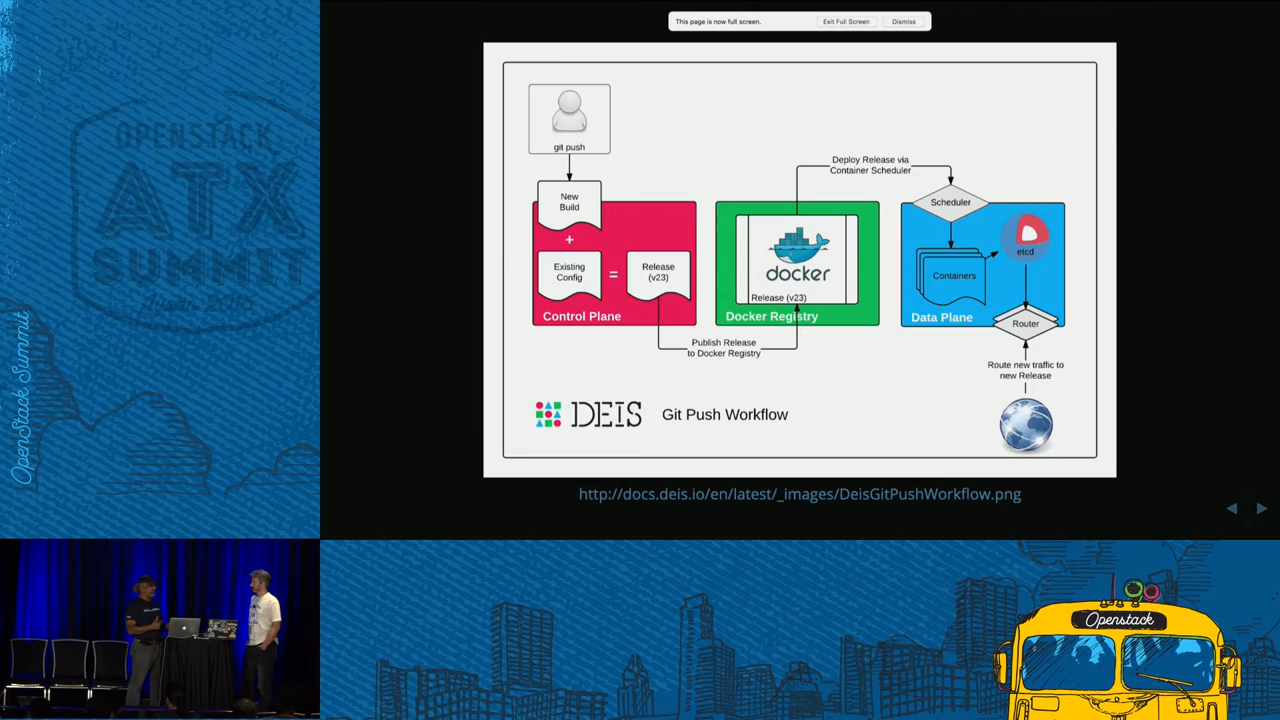 This page is now full screen.
Exit Full Screen
Dismiss
git push
New
Build
+
Existing
Config
=
Release
(v23)
Control Plane
Publish Release
to Docker Registry
docker
Release (v23)
Docker Registry
Deploy Release via
Container Scheduler
Scheduler
etcd
Containers
Data Plane
Router
Route new traffic to
new Release
DEIS
Git Push Workflow
http://docs.deis.io/en/latest/_images/DeisGitPushWorkflow.png
OPENSTACK
TX
SUMMIT
OpenStack Summit
Openstack